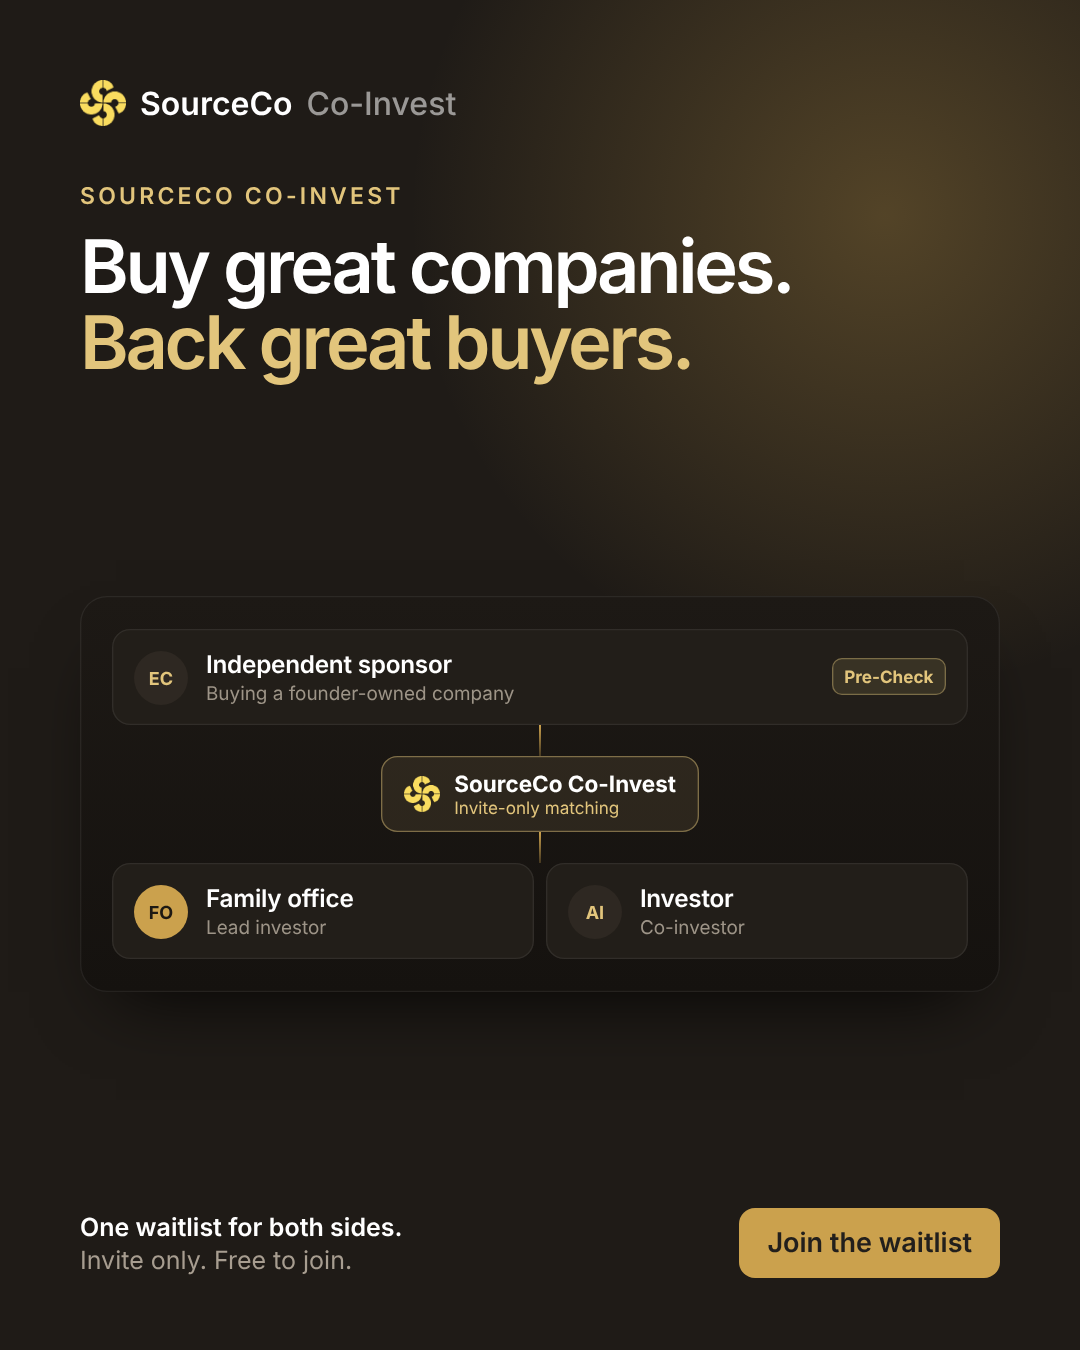 SourceCo Co-Invest
SOURCECO CO-INVEST
Buy great companies.
Back great buyers.
EC
Independent sponsor
Buying a founder-owned company
Pre-Check
SourceCo Co-Invest
Invite-only matching
FO
Family office
Lead investor
AI
Investor
Co-investor
One waitlist for both sides.
Invite only. Free to join.
Join the waitlist